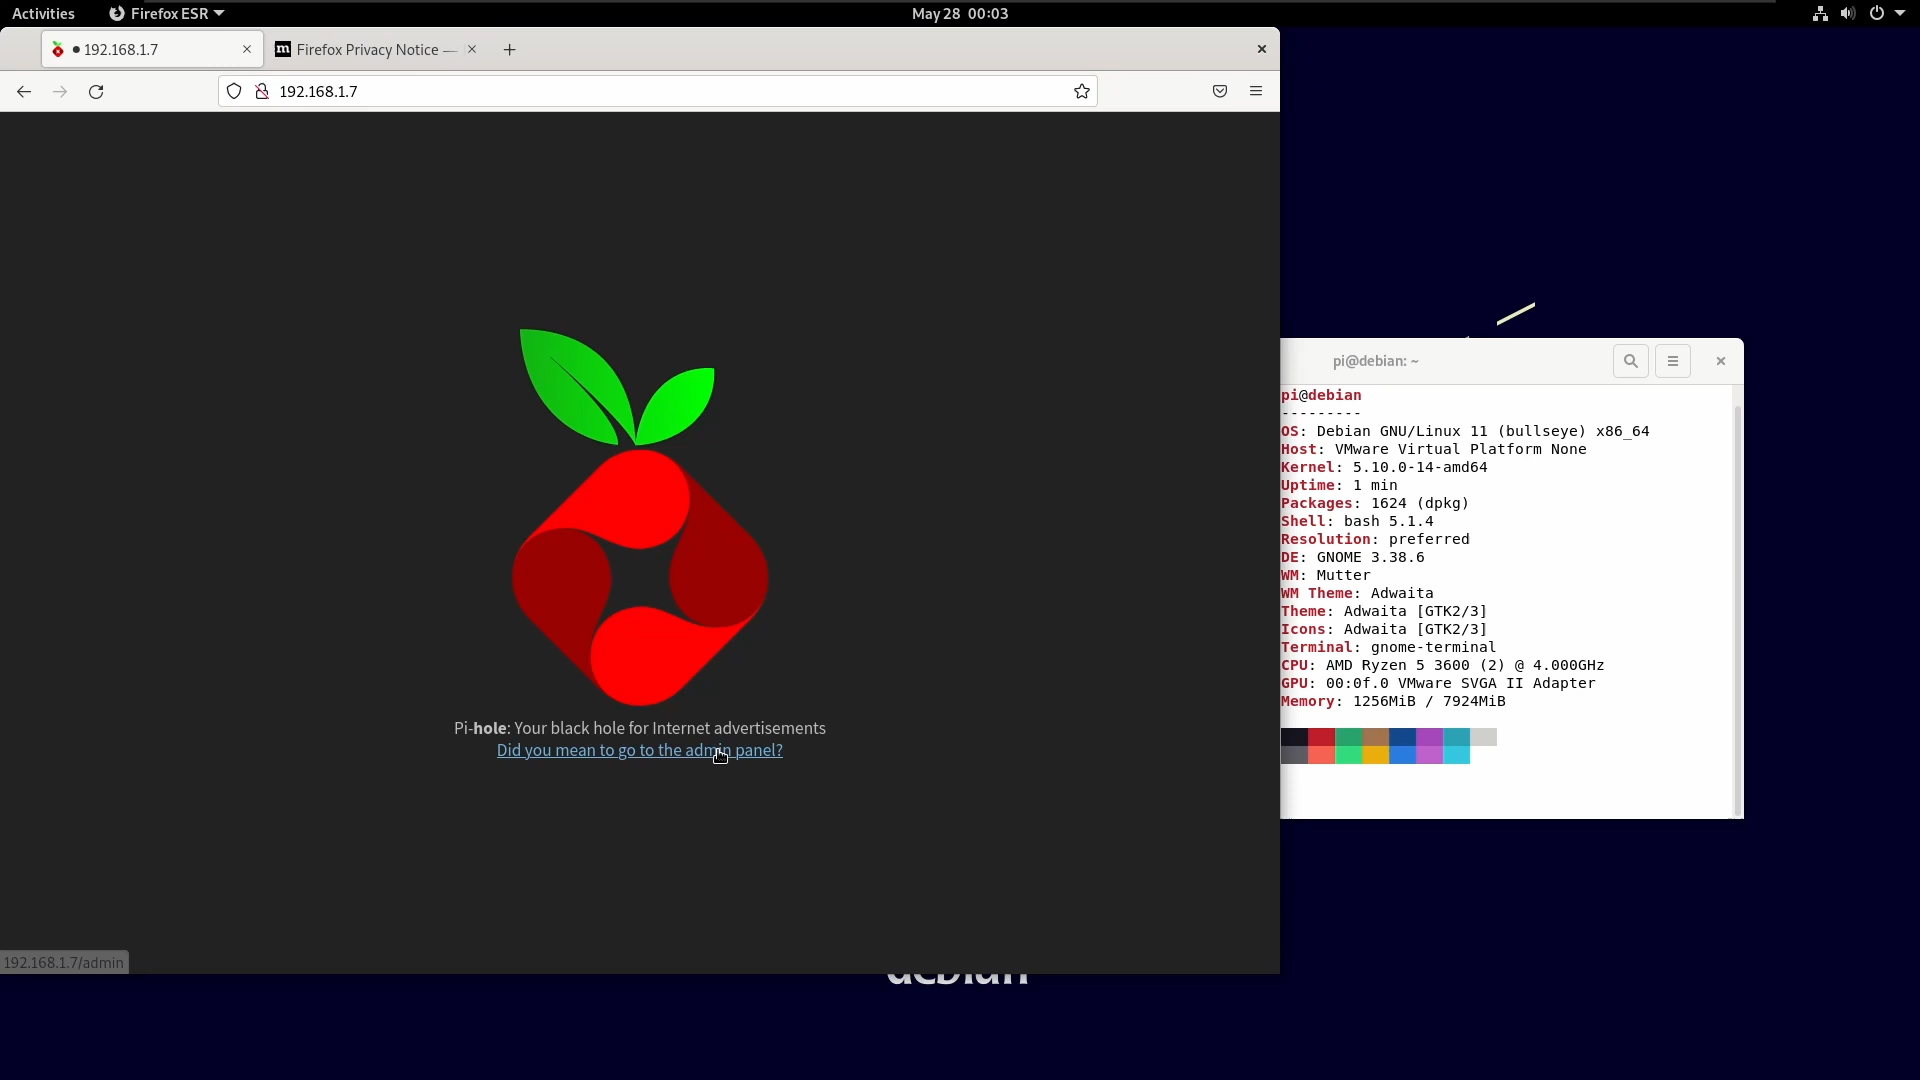 Activities
Firefox ESR
May 28 00:03
192.168.1.7
Firefox Privacy Notice —
192.168.1.7
Pi-hole: Your black hole for Internet advertisements
Did you mean to go to the admin panel?
192.168.1.7/admin
pi@debian: ~
pi@debian
---------
OS: Debian GNU/Linux 11 (bullseye) x86_64
Host: VMware Virtual Platform None
Kernel: 5.10.0-14-amd64
Uptime: 1 min
Packages: 1624 (dpkg)
Shell: bash 5.1.4
Resolution: preferred
DE: GNOME 3.38.6
WM: Mutter
WM Theme: Adwaita
Theme: Adwaita [GTK2/3]
Icons: Adwaita [GTK2/3]
Terminal: gnome-terminal
CPU: AMD Ryzen 5 3600 (2) @ 4.000GHz
GPU: 00:0f.0 VMware SVGA II Adapter
Memory: 1256MiB / 7924MiB
debian